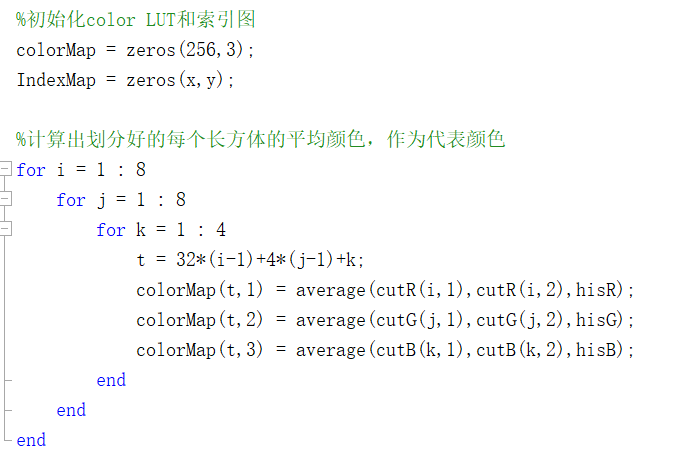 %初始化color LUT和索引图
colorMap = zeros(256,3);
IndexMap = zeros(x,y);
%计算出划分好的每个长方体的平均颜色，作为代表颜色
for i = 1 : 8
for j = 1 : 8
for k = 1 : 4
t = 32*(i-1)+4*(j-1)+k;
colorMap(t,1) = average(cutR(i,1),cutR(i,2),hisR);
colorMap(t,2) = average(cutG(j,1),cutG(j,2),hisG);
colorMap(t,3) = average(cutB(k,1),cutB(k,2),hisB);
end
end
end